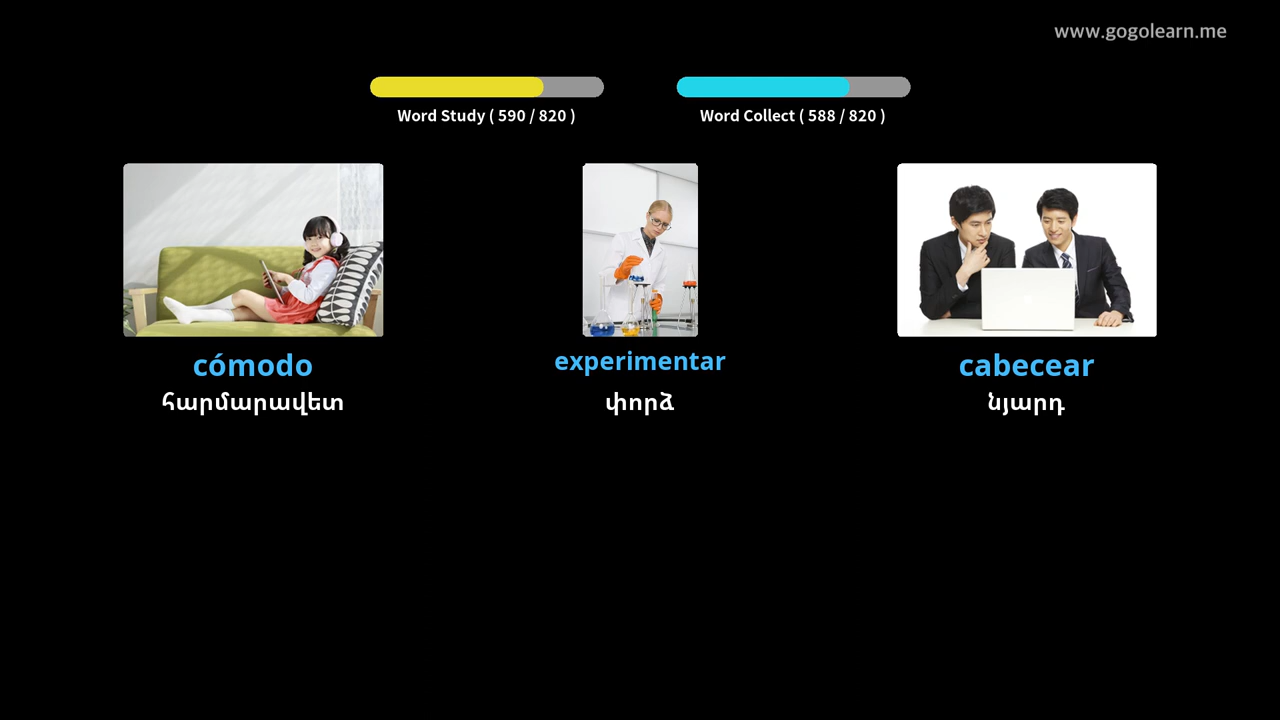 www.gogolearn.me
Word Study ( 590 / 820 )
Word Collect ( 588 / 820 )
cómodo
հարմարավետ
experimentar
փորձ
cabecear
նյարդ